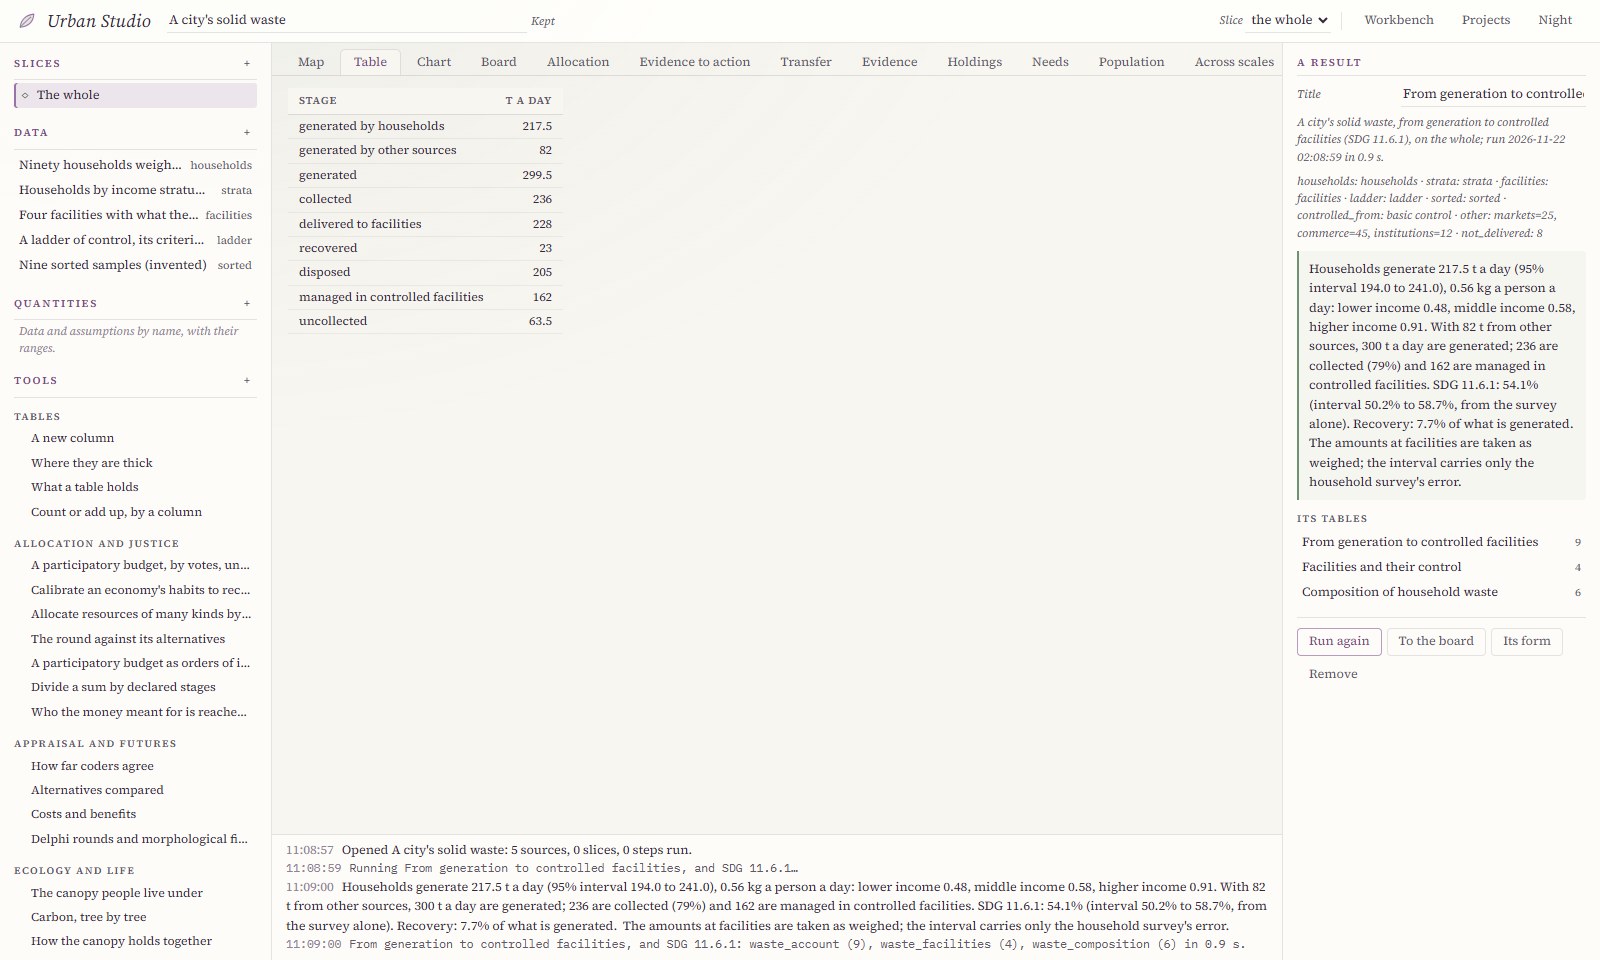 Urban Studio
A city's solid waste
Kept
Slice the whole
Workbench
Projects
Night
SLICES +
The whole
DATA +
Ninety households weigh... households
Households by income stratu... strata
Four facilities with what the... facilities
A ladder of control, its criteri... ladder
Nine sorted samples (invented) sorted
QUANTITIES +
Data and assumptions by name, with their
ranges.
TOOLS +
TABLES
A new column
Where they are thick
What a table holds
Count or add up, by a column
ALLOCATION AND JUSTICE
A participatory budget, by votes, un...
Calibrate an economy's habits to rec...
Allocate resources of many kinds by...
The round against its alternatives
A participatory budget as orders of i...
Divide a sum by declared stages
Who the money meant for is reache...
APPRAISAL AND FUTURES
How far coders agree
Alternatives compared
Costs and benefits
Delphi rounds and morphological fi...
ECOLOGY AND LIFE
The canopy people live under
Carbon, tree by tree
How the canopy holds together
Map
Table
Chart
Board
Allocation
Evidence to action
Transfer
Evidence
Holdings
Needs
Population
Across scales
STAGE T A DAY
generated by households 217.5
generated by other sources 82
generated 299.5
collected 236
delivered to facilities 228
recovered 23
disposed 205
managed in controlled facilities 162
uncollected 63.5
11:08:57 Opened A city's solid waste: 5 sources, 0 slices, 0 steps run.
11:08:59 Running From generation to controlled facilities, and SDG 11.6.1…
11:09:00 Households generate 217.5 t a day (95% interval 194.0 to 241.0), 0.56 kg a person a day: lower income 0.48, middle income 0.58, higher income 0.91. With 82
t from other sources, 300 t a day are generated; 236 are collected (79%) and 162 are managed in controlled facilities. SDG 11.6.1: 54.1% (interval 50.2% to 58.7%, from
the survey alone). Recovery: 7.7% of what is generated. The amounts at facilities are taken as weighed; the interval carries only the household survey's error.
11:09:00 From generation to controlled facilities, and SDG 11.6.1: waste_account (9), waste_facilities (4), waste_composition (6) in 0.9 s.
A RESULT
Title From generation to controlle
A city's solid waste, from generation to controlled
facilities (SDG 11.6.1), on the whole; run 2026-11-22
02:08:59 in 0.9 s.
households: households · strata: strata · facilities:
facilities · ladder: ladder · sorted: sorted ·
controlled_from: basic control · other: markets=25,
commerce=45, institutions=12 · not_delivered: 8
Households generate 217.5 t a day (95%
interval 194.0 to 241.0), 0.56 kg a person a
day: lower income 0.48, middle income 0.58,
higher income 0.91. With 82 t from other
sources, 300 t a day are generated; 236 are
collected (79%) and 162 are managed in
controlled facilities. SDG 11.6.1: 54.1%
(interval 50.2% to 58.7%, from the survey
alone). Recovery: 7.7% of what is generated.
The amounts at facilities are taken as
weighed; the interval carries only the
household survey's error.
ITS TABLES
From generation to controlled facilities 9
Facilities and their control 4
Composition of household waste 6
Run again
To the board
Its form
Remove